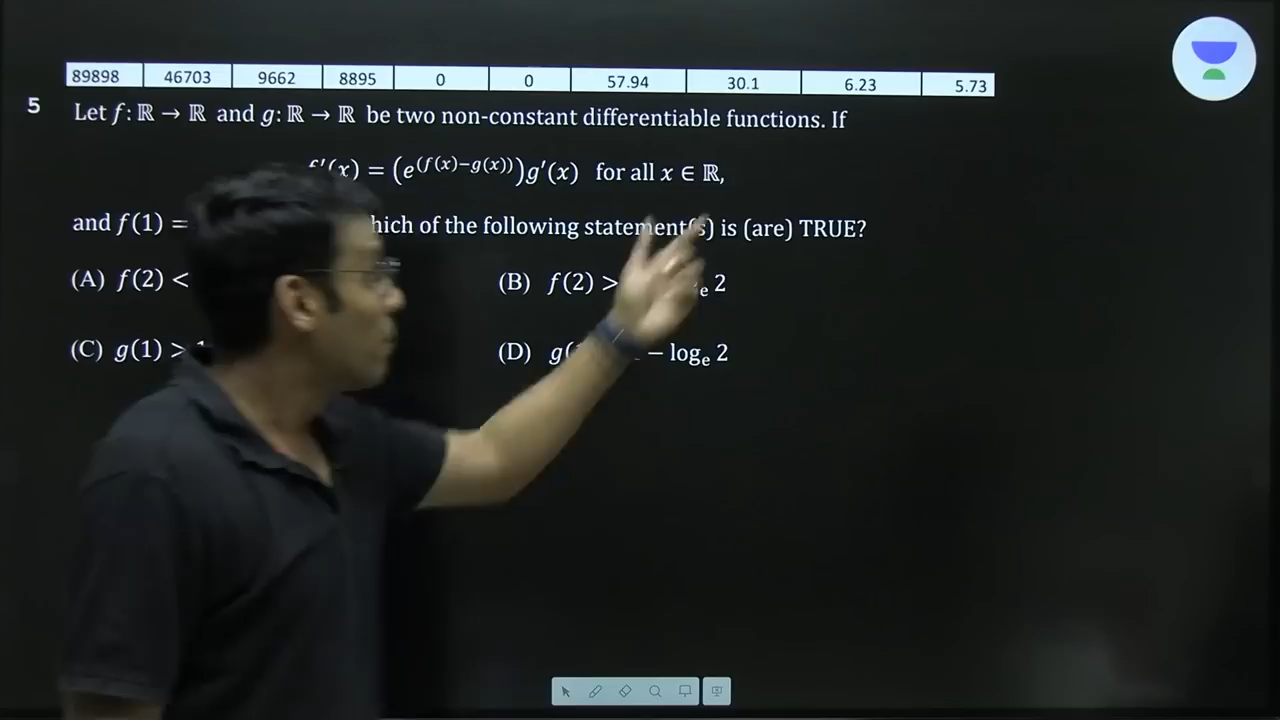 89898 46703 9662 8895 0 0 57.94 30.1 6.23 5.73
5 Let f : ℝ → ℝ and g : ℝ → ℝ be two non-constant differentiable functions. If
′(x) = (e^(f(x)−g(x)))g′(x) for all x ∈ ℝ,
and f(1) = of the following statement(s) is (are) TRUE?
(A) f(2) < (B) f(2) > e 2
(C) g(1) > (D) − logₑ 2